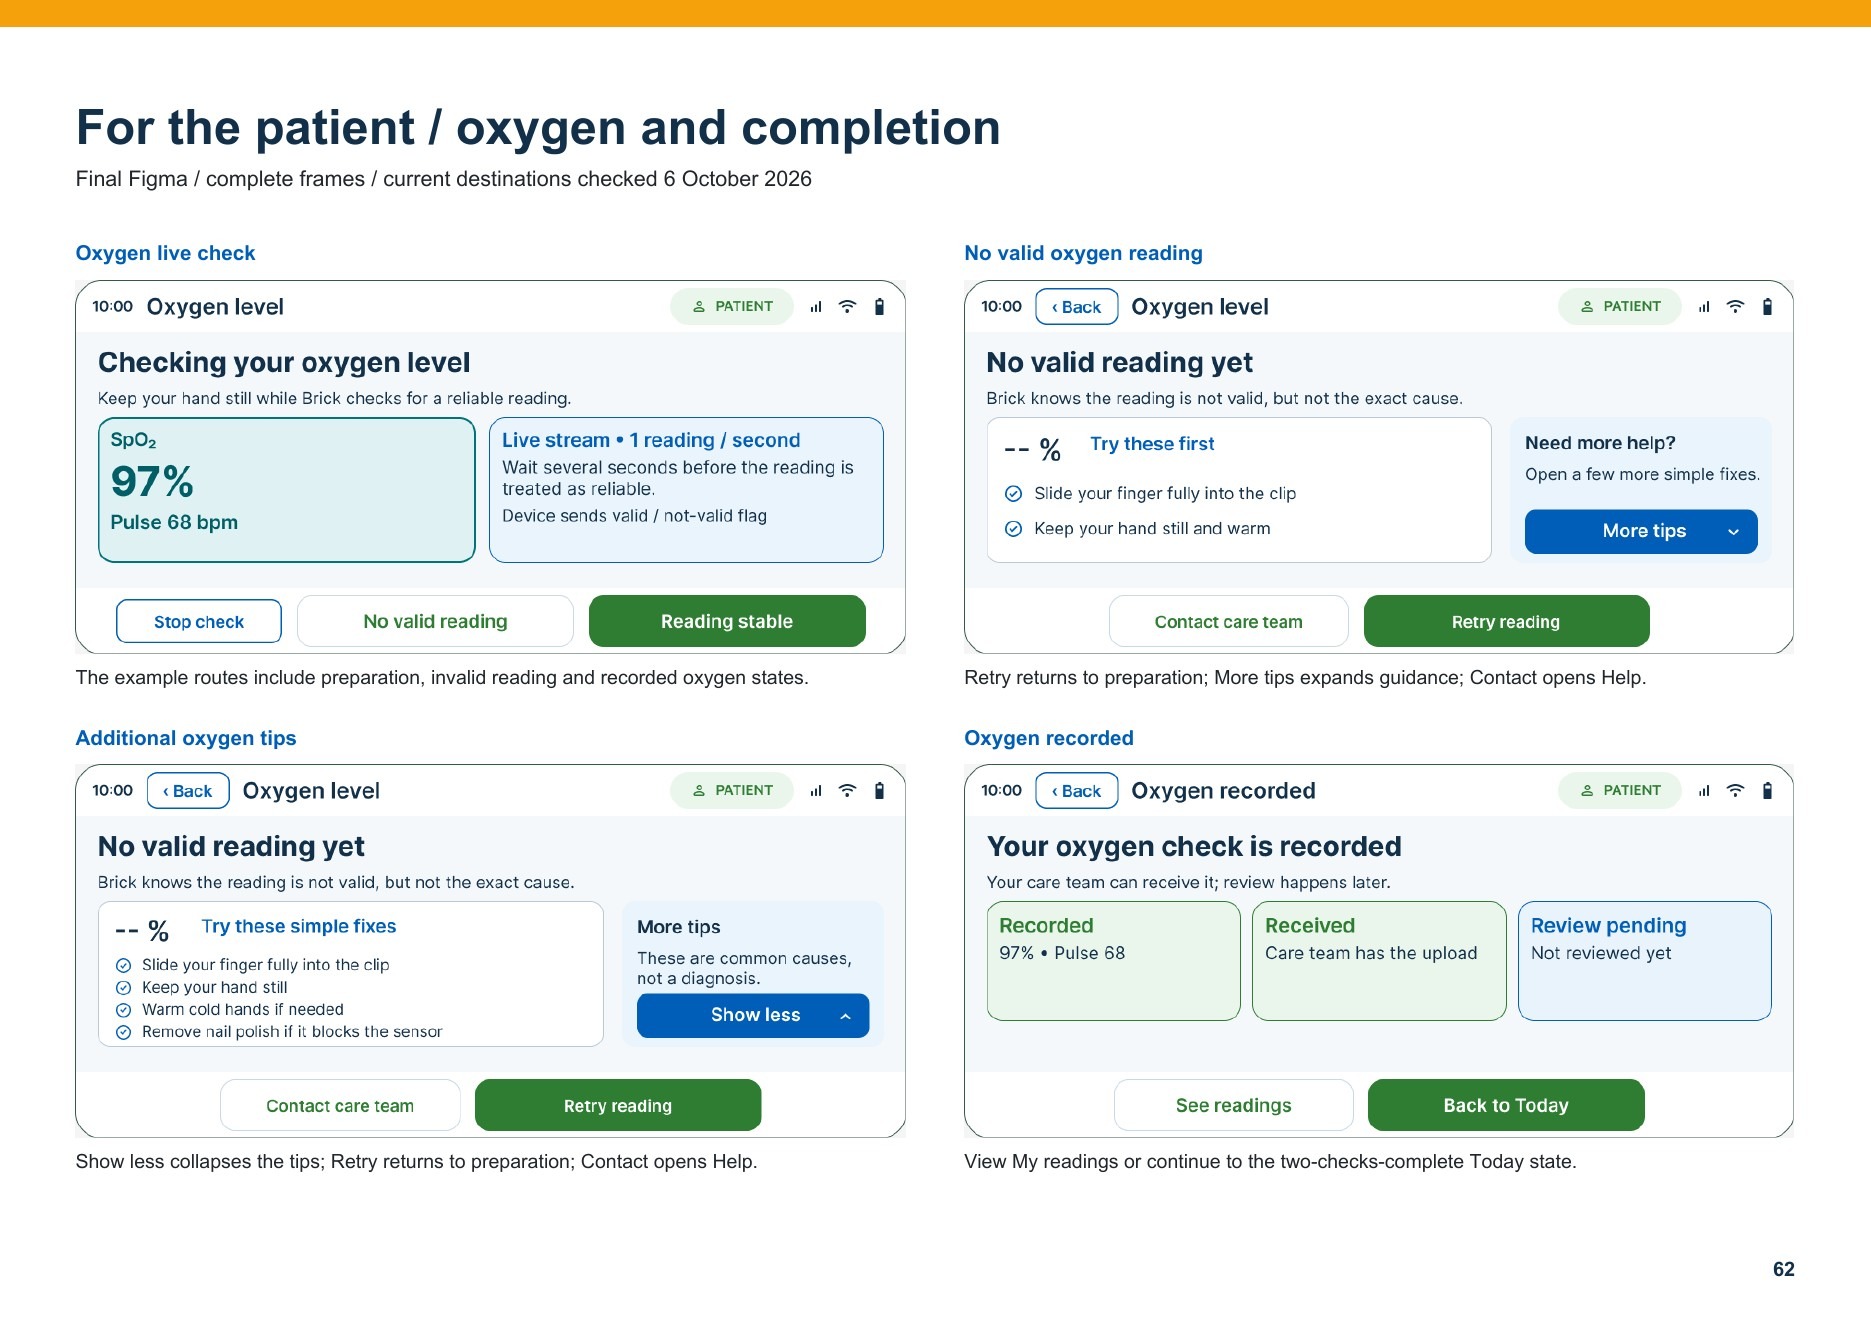 For the patient / oxygen and completion
Final Figma / complete frames / current destinations checked 6 October 2026
Oxygen live check
10:00 Oxygen level PATIENT
Checking your oxygen level
Keep your hand still while Brick checks for a reliable reading.
SpO₂
97%
Pulse 68 bpm
Live stream • 1 reading / second
Wait several seconds before the reading is
treated as reliable.
Device sends valid / not-valid flag
Stop check
No valid reading
Reading stable
The example routes include preparation, invalid reading and recorded oxygen states.
No valid oxygen reading
10:00 ‹ Back Oxygen level PATIENT
No valid reading yet
Brick knows the reading is not valid, but not the exact cause.
-- % Try these first
Slide your finger fully into the clip
Keep your hand still and warm
Need more help?
Open a few more simple fixes.
More tips
Contact care team
Retry reading
Retry returns to preparation; More tips expands guidance; Contact opens Help.
Additional oxygen tips
10:00 ‹ Back Oxygen level PATIENT
No valid reading yet
Brick knows the reading is not valid, but not the exact cause.
-- % Try these simple fixes
Slide your finger fully into the clip
Keep your hand still
Warm cold hands if needed
Remove nail polish if it blocks the sensor
More tips
These are common causes,
not a diagnosis.
Show less
Contact care team
Retry reading
Show less collapses the tips; Retry returns to preparation; Contact opens Help.
Oxygen recorded
10:00 ‹ Back Oxygen recorded PATIENT
Your oxygen check is recorded
Your care team can receive it; review happens later.
Recorded
97% • Pulse 68
Received
Care team has the upload
Review pending
Not reviewed yet
See readings
Back to Today
View My readings or continue to the two-checks-complete Today state.
62